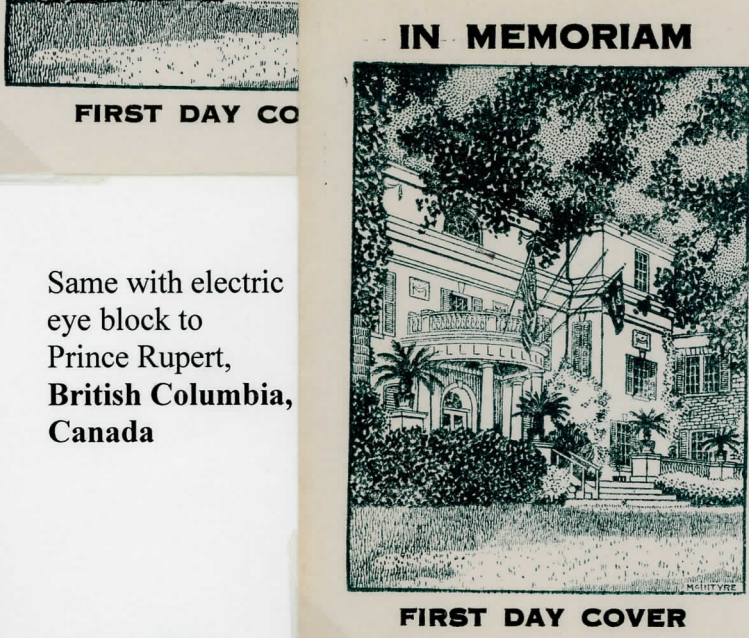 FIRST DAY CO
IN MEMORIAM
Same with electric
eye block to
Prince Rupert,
British Columbia,
Canada
MCINTYRE
FIRST DAY COVER